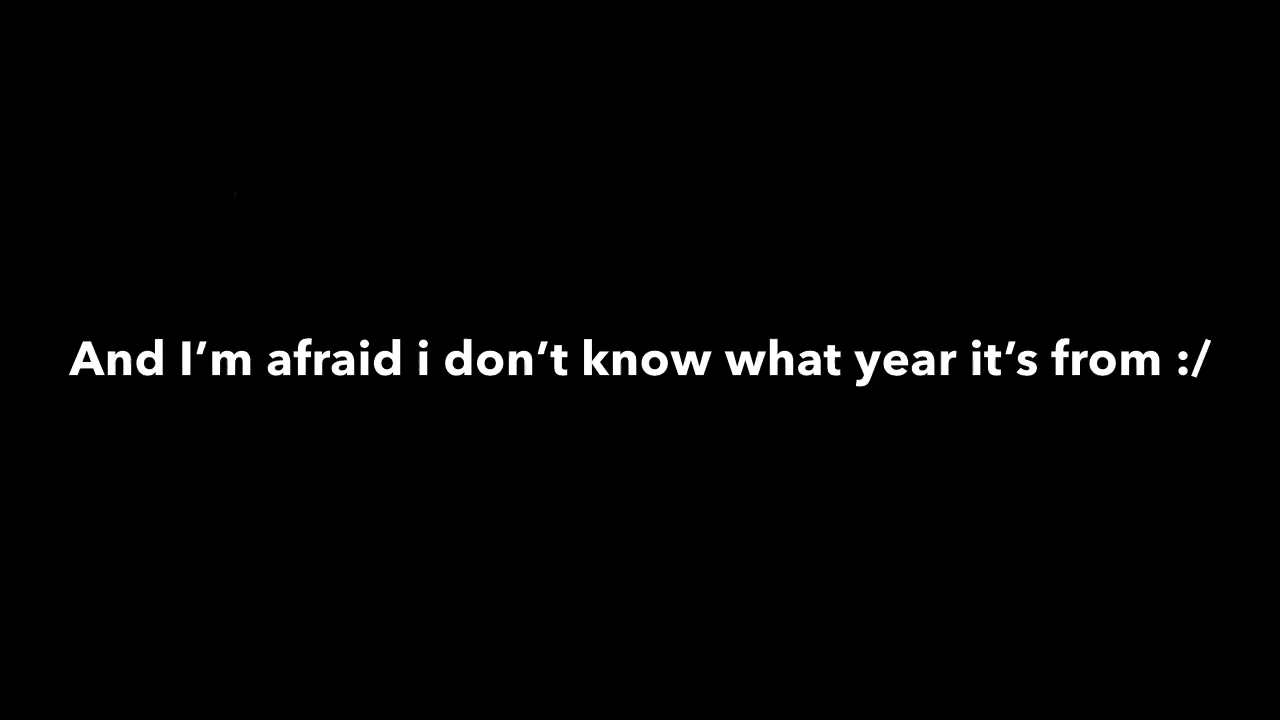 And I’m afraid i don’t know what year it’s from :/